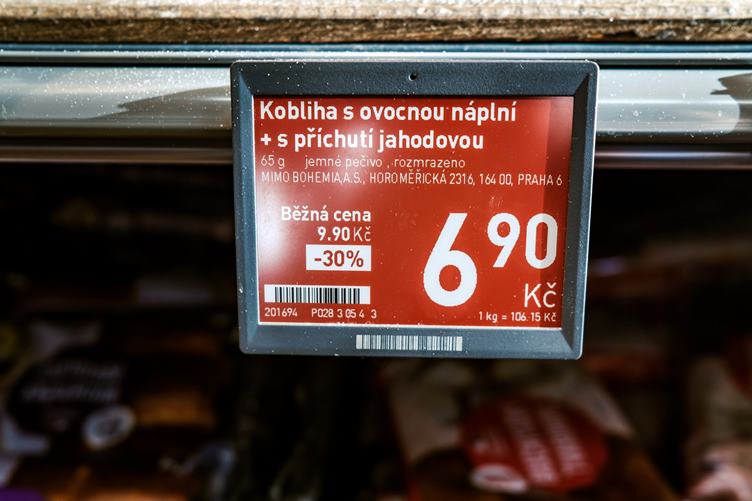 Kobliha s ovocnou náplní
+ s příchutí jahodovou
65 g jemné pečivo , rozmrazeno
MIMO BOHEMIA,A.S., HOROMĚŘICKÁ 2316, 164 00, PRAHA 6
Běžná cena
9.90 Kč
-30%
6 90
Kč
201694 P028 3 05 4 3
1 kg = 106.15 Kč